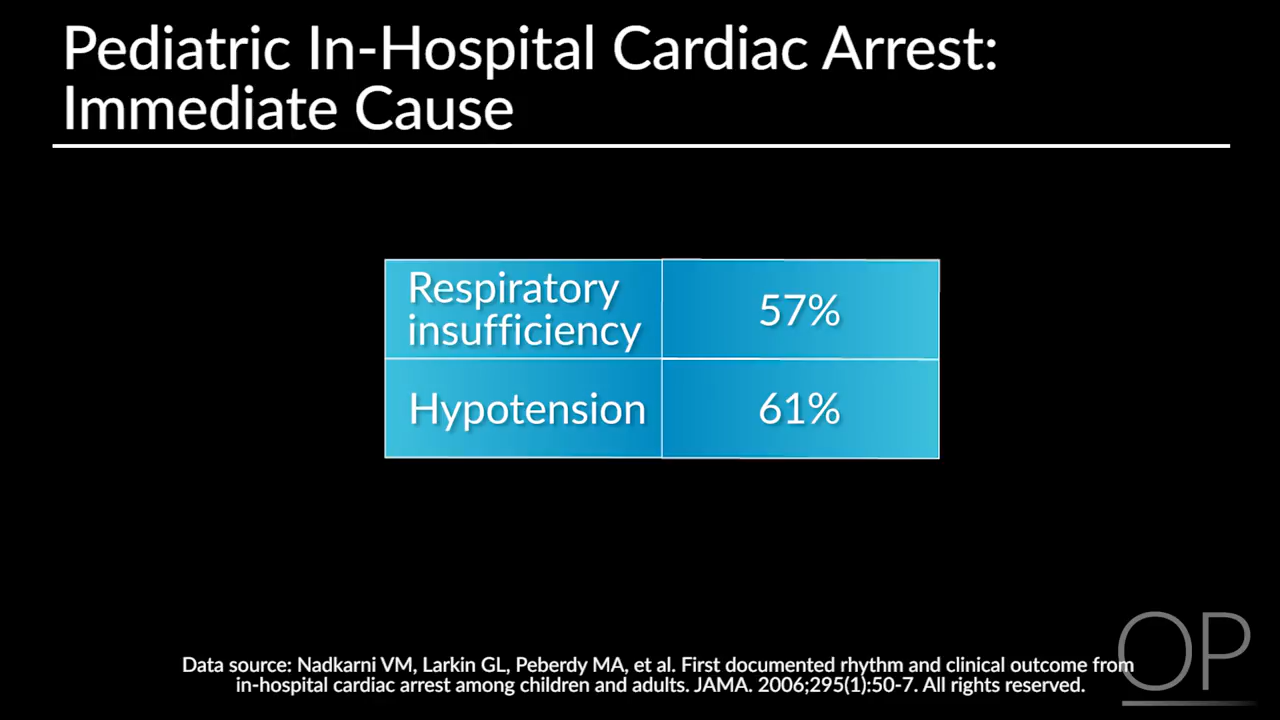 Pediatric In-Hospital Cardiac Arrest:
Immediate Cause
Respiratory
insufficiency
57%
Hypotension
61%
Data source: Nadkarni VM, Larkin GL, Peberdy MA, et al. First documented rhythm and clinical outcome from
in-hospital cardiac arrest among children and adults. JAMA. 2006;295(1):50-7. All rights reserved.
OP